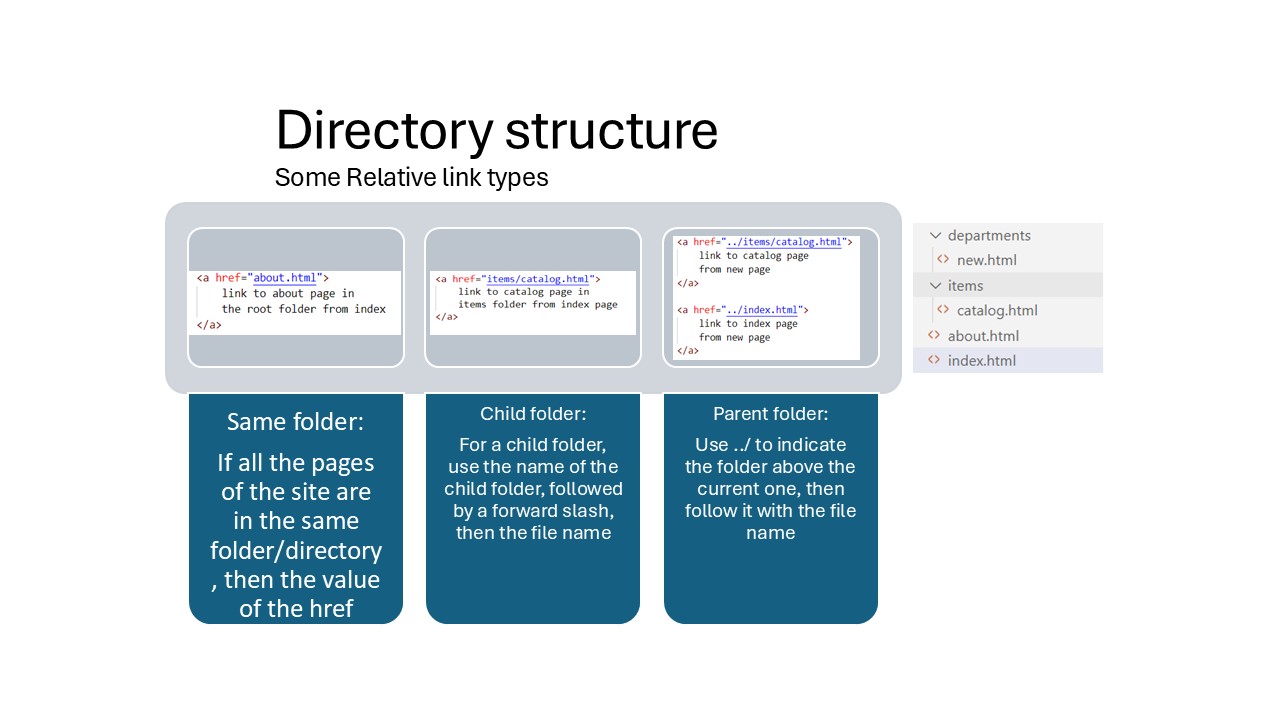 Directory structure
Some Relative link types
<a href="about.html">
link to about page in
the root folder from index
</a>
<a href="items/catalog.html">
link to catalog page in
items folder from index page
</a>
<a href="../items/catalog.html">
link to catalog page
from new page
</a>
<a href="../index.html">
link to index page
from new page
</a>
departments
<> new.html
items
<> catalog.html
<> about.html
<> index.html
Same folder:
If all the pages
of the site are
in the same
folder/directory
, then the value
of the href
Child folder:
For a child folder,
use the name of the
child folder, followed
by a forward slash,
then the file name
Parent folder:
Use ../ to indicate
the folder above the
current one, then
follow it with the file
name